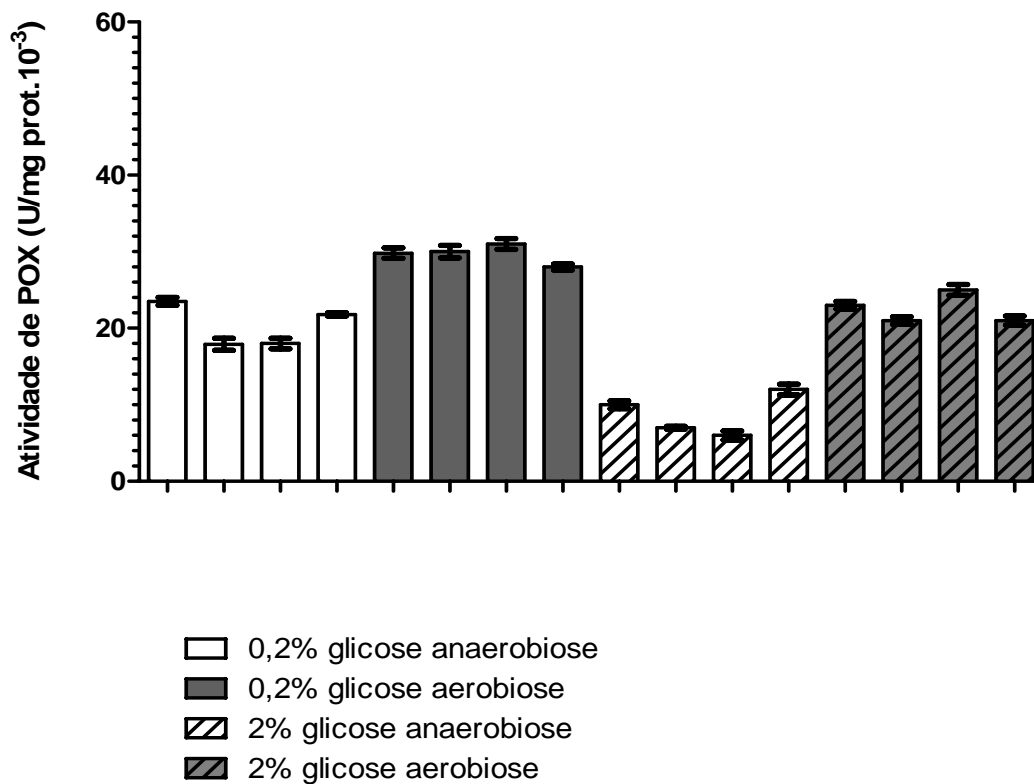 Atividade de POX (U/mg prot.10⁻³)
60
40
20
0
0,2% glicose anaerobiose
0,2% glicose aerobiose
2% glicose anaerobiose
2% glicose aerobiose